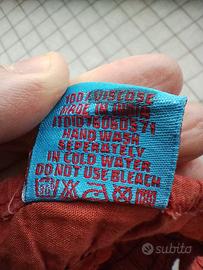 100 % VISCOSE
MADE IN INDIA
HAND WASH
SEPERATELY
IN COLD WATER
DO NOT USE BLEACH
subito